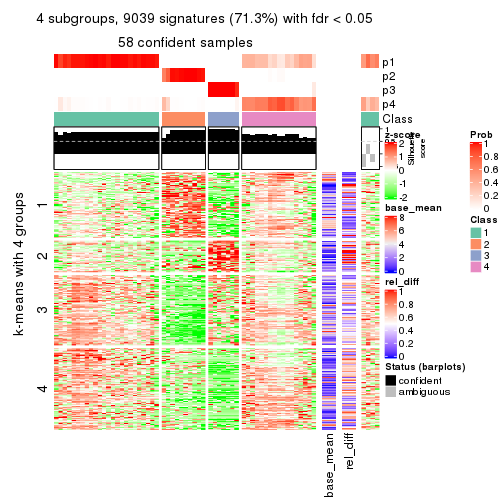 4 subgroups, 9039 signatures (71.3%) with fdr < 0.05
58 confident samples
p1
p2
p3
p4
Class
Silhouette
score
1
2
3
4
k-means with 4 groups
base_mean
rel_diff
z-score
2
1
0
-1
-2
base_mean
8
6
4
2
0
rel_diff
1
0.8
0.6
0.4
0.2
0
Status (barplots)
confident
ambiguous
Prob
1
0.8
0.6
0.4
0.2
0
Class
1
2
3
4